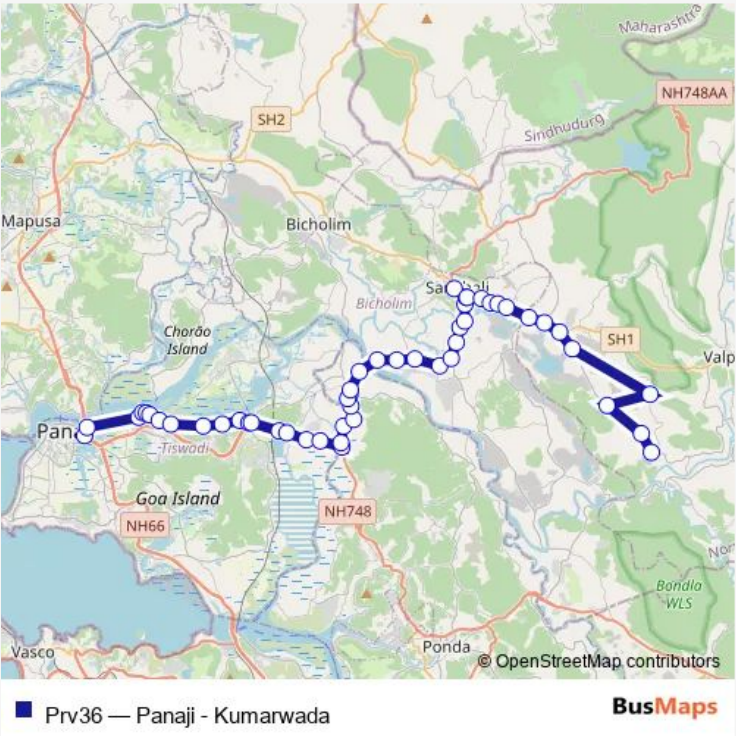 Maharashtra
NH748AA
SH2
Sindhudurg
Mapusa
Bicholim
Bicholim
Chorão
Island
SH1
Valp
Pan
Tiswadi
Goa Island
NH748
NH66
Nor
Bondla
WLS
Ponda
Vasco
© OpenStreetMap contributors
Prv36 — Panaji - Kumarwada
BusMaps